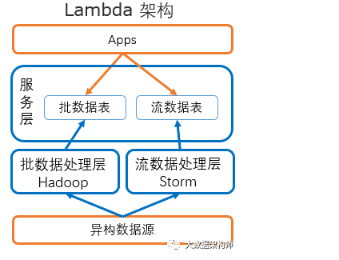 Lambda 架构
Apps
服务层
批数据表
流数据表
批数据处理层
Hadoop
流数据处理层
Storm
异构数据源
大数据架构师